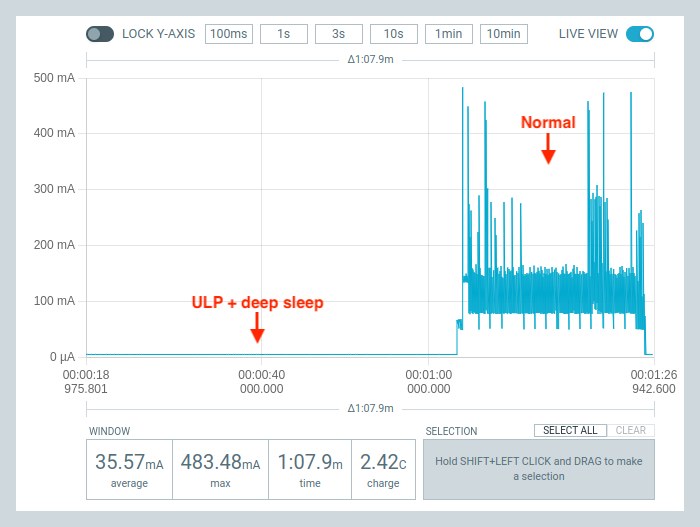 LOCK Y-AXIS 100ms 1s 3s 10s 1min 10min LIVE VIEW
Δ1:07.9m
500 mA
400 mA
Normal
300 mA
200 mA
100 mA
ULP + deep sleep
0 µA
00:00:18 00:00:40 00:01:00 00:01:26
975.801 000.000 000.000 942.600
Δ1:07.9m
WINDOW SELECTION SELECT ALL CLEAR
35.57mA 483.48mA 1:07.9m 2.42C
average max time charge
Hold SHIFT+LEFT CLICK and DRAG to make
a selection